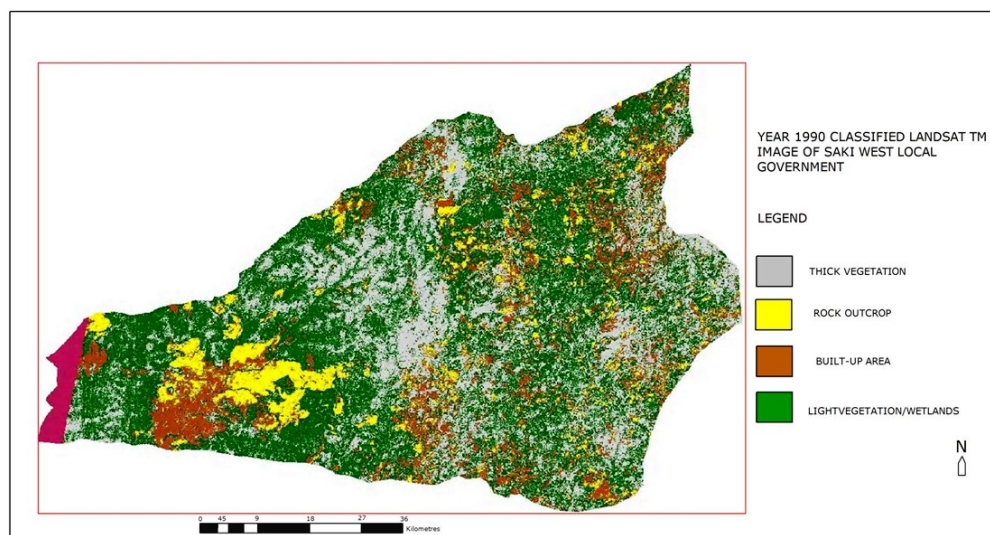 YEAR 1990 CLASSIFIED LANDSAT TM
IMAGE OF SAKI WEST LOCAL
GOVERNMENT
LEGEND
THICK VEGETATION
ROCK OUTCROP
BUILT-UP AREA
LIGHTVEGETATION/WETLANDS
N
0 45 9 18 27 36
Kilometres